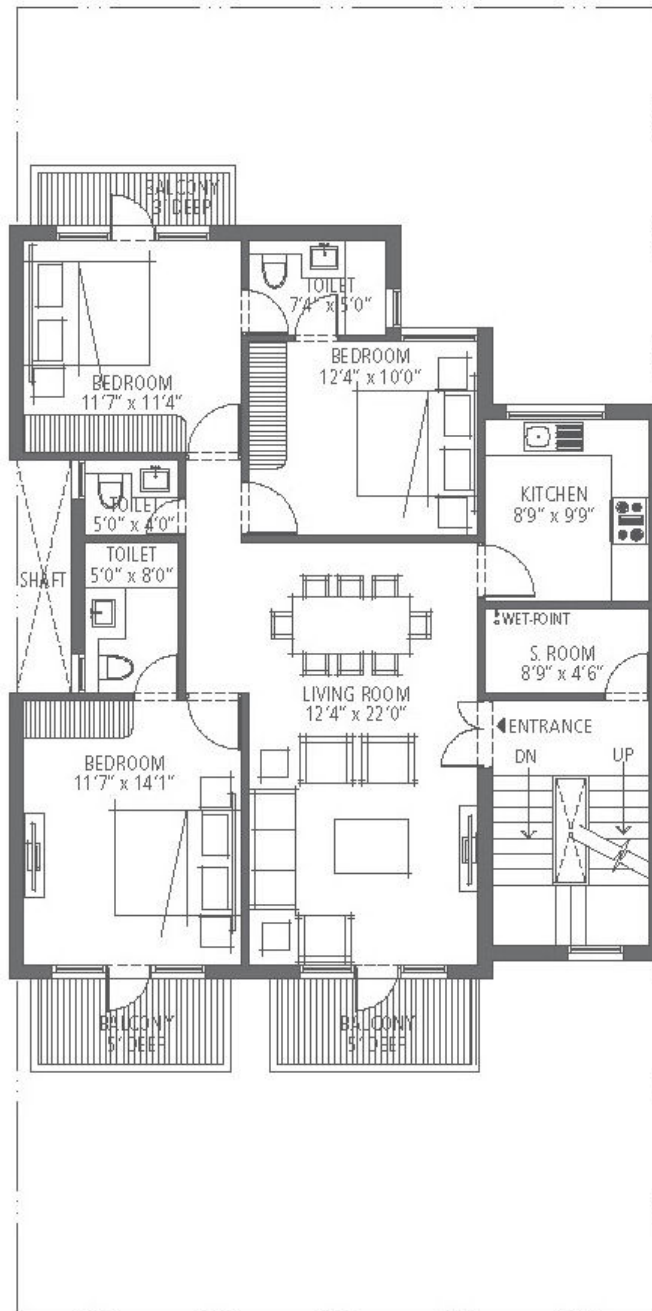 BALCONY
3' DEEP
TOILET
7'4" x 5'0"
BEDROOM
11'7" x 11'4"
BEDROOM
12'4" x 10'0"
KITCHEN
8'9" x 9'9"
TOILET
5'0" x 4'0"
TOILET
5'0" x 8'0"
SHAFT
WET-POINT
S. ROOM
8'9" x 4'6"
LIVING ROOM
12'4" x 22'0"
ENTRANCE
DN
UP
BEDROOM
11'7" x 14'1"
BALCONY
5' DEEP
BALCONY
5' DEEP